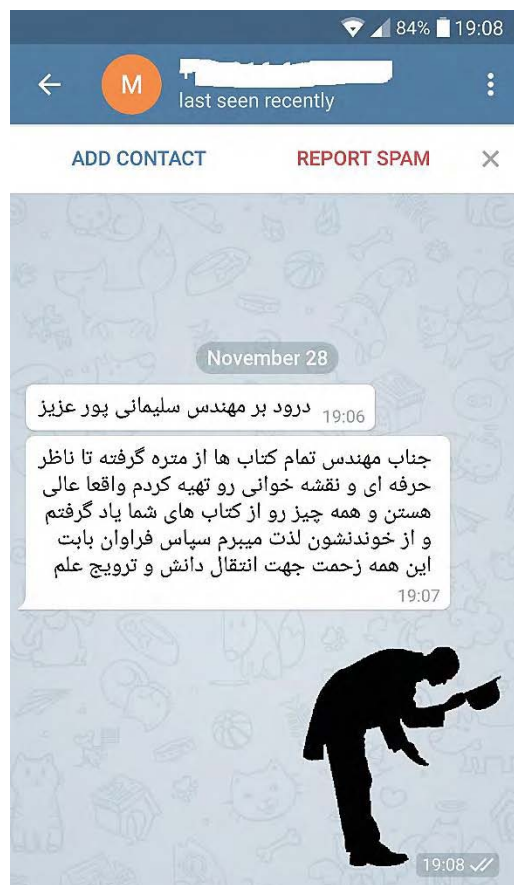 84% 19:08
M
last seen recently
ADD CONTACT
REPORT SPAM
November 28
درود بر مهندس سلیمانی پور عزیز
19:06
جناب مهندس تمام کتاب ها از متره گرفته تا ناظر
حرفه ای و نقشه خوانی رو تهیه کردم واقعا عالی
هستن و همه چیز رو از کتاب های شما یاد گرفتم
و از خوندنشون لذت میبرم سپاس فراوان بابت
این همه زحمت جهت انتقال دانش و ترویج علم
19:07
19:08